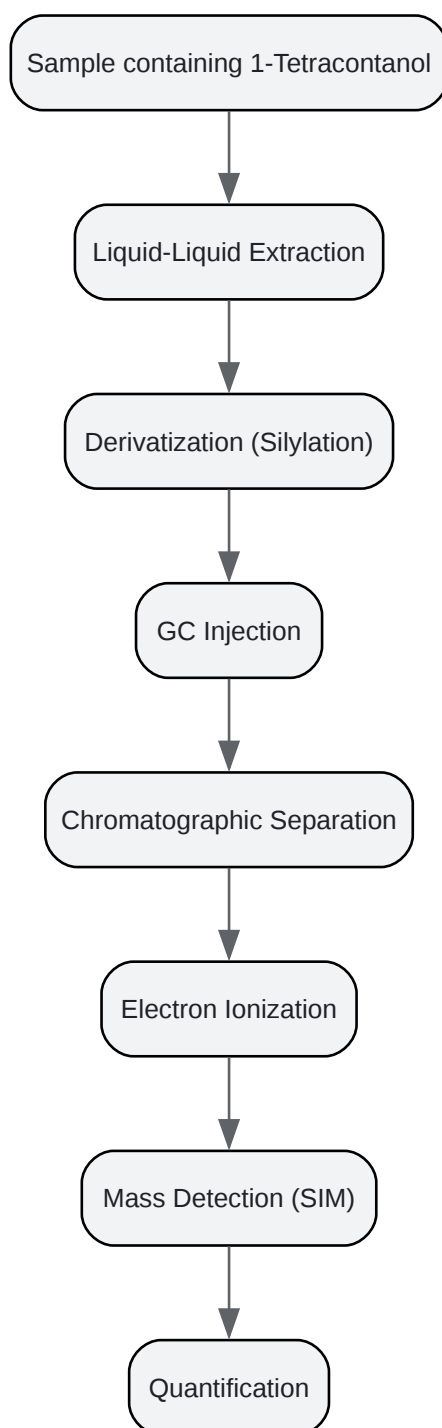 Sample containing 1-Tetracontanol
Liquid-Liquid Extraction
Derivatization (Silylation)
GC Injection
Chromatographic Separation
Electron Ionization
Mass Detection (SIM)
Quantification